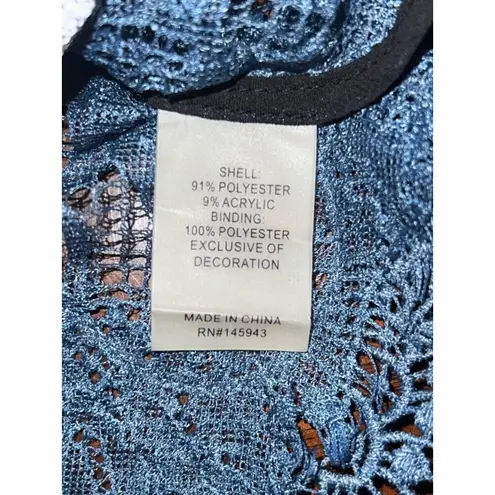 SHELL:
91% POLYESTER
9% ACRYLIC
BINDING:
100% POLYESTER
EXCLUSIVE OF
DECORATION
MADE IN CHINA
RN#145943